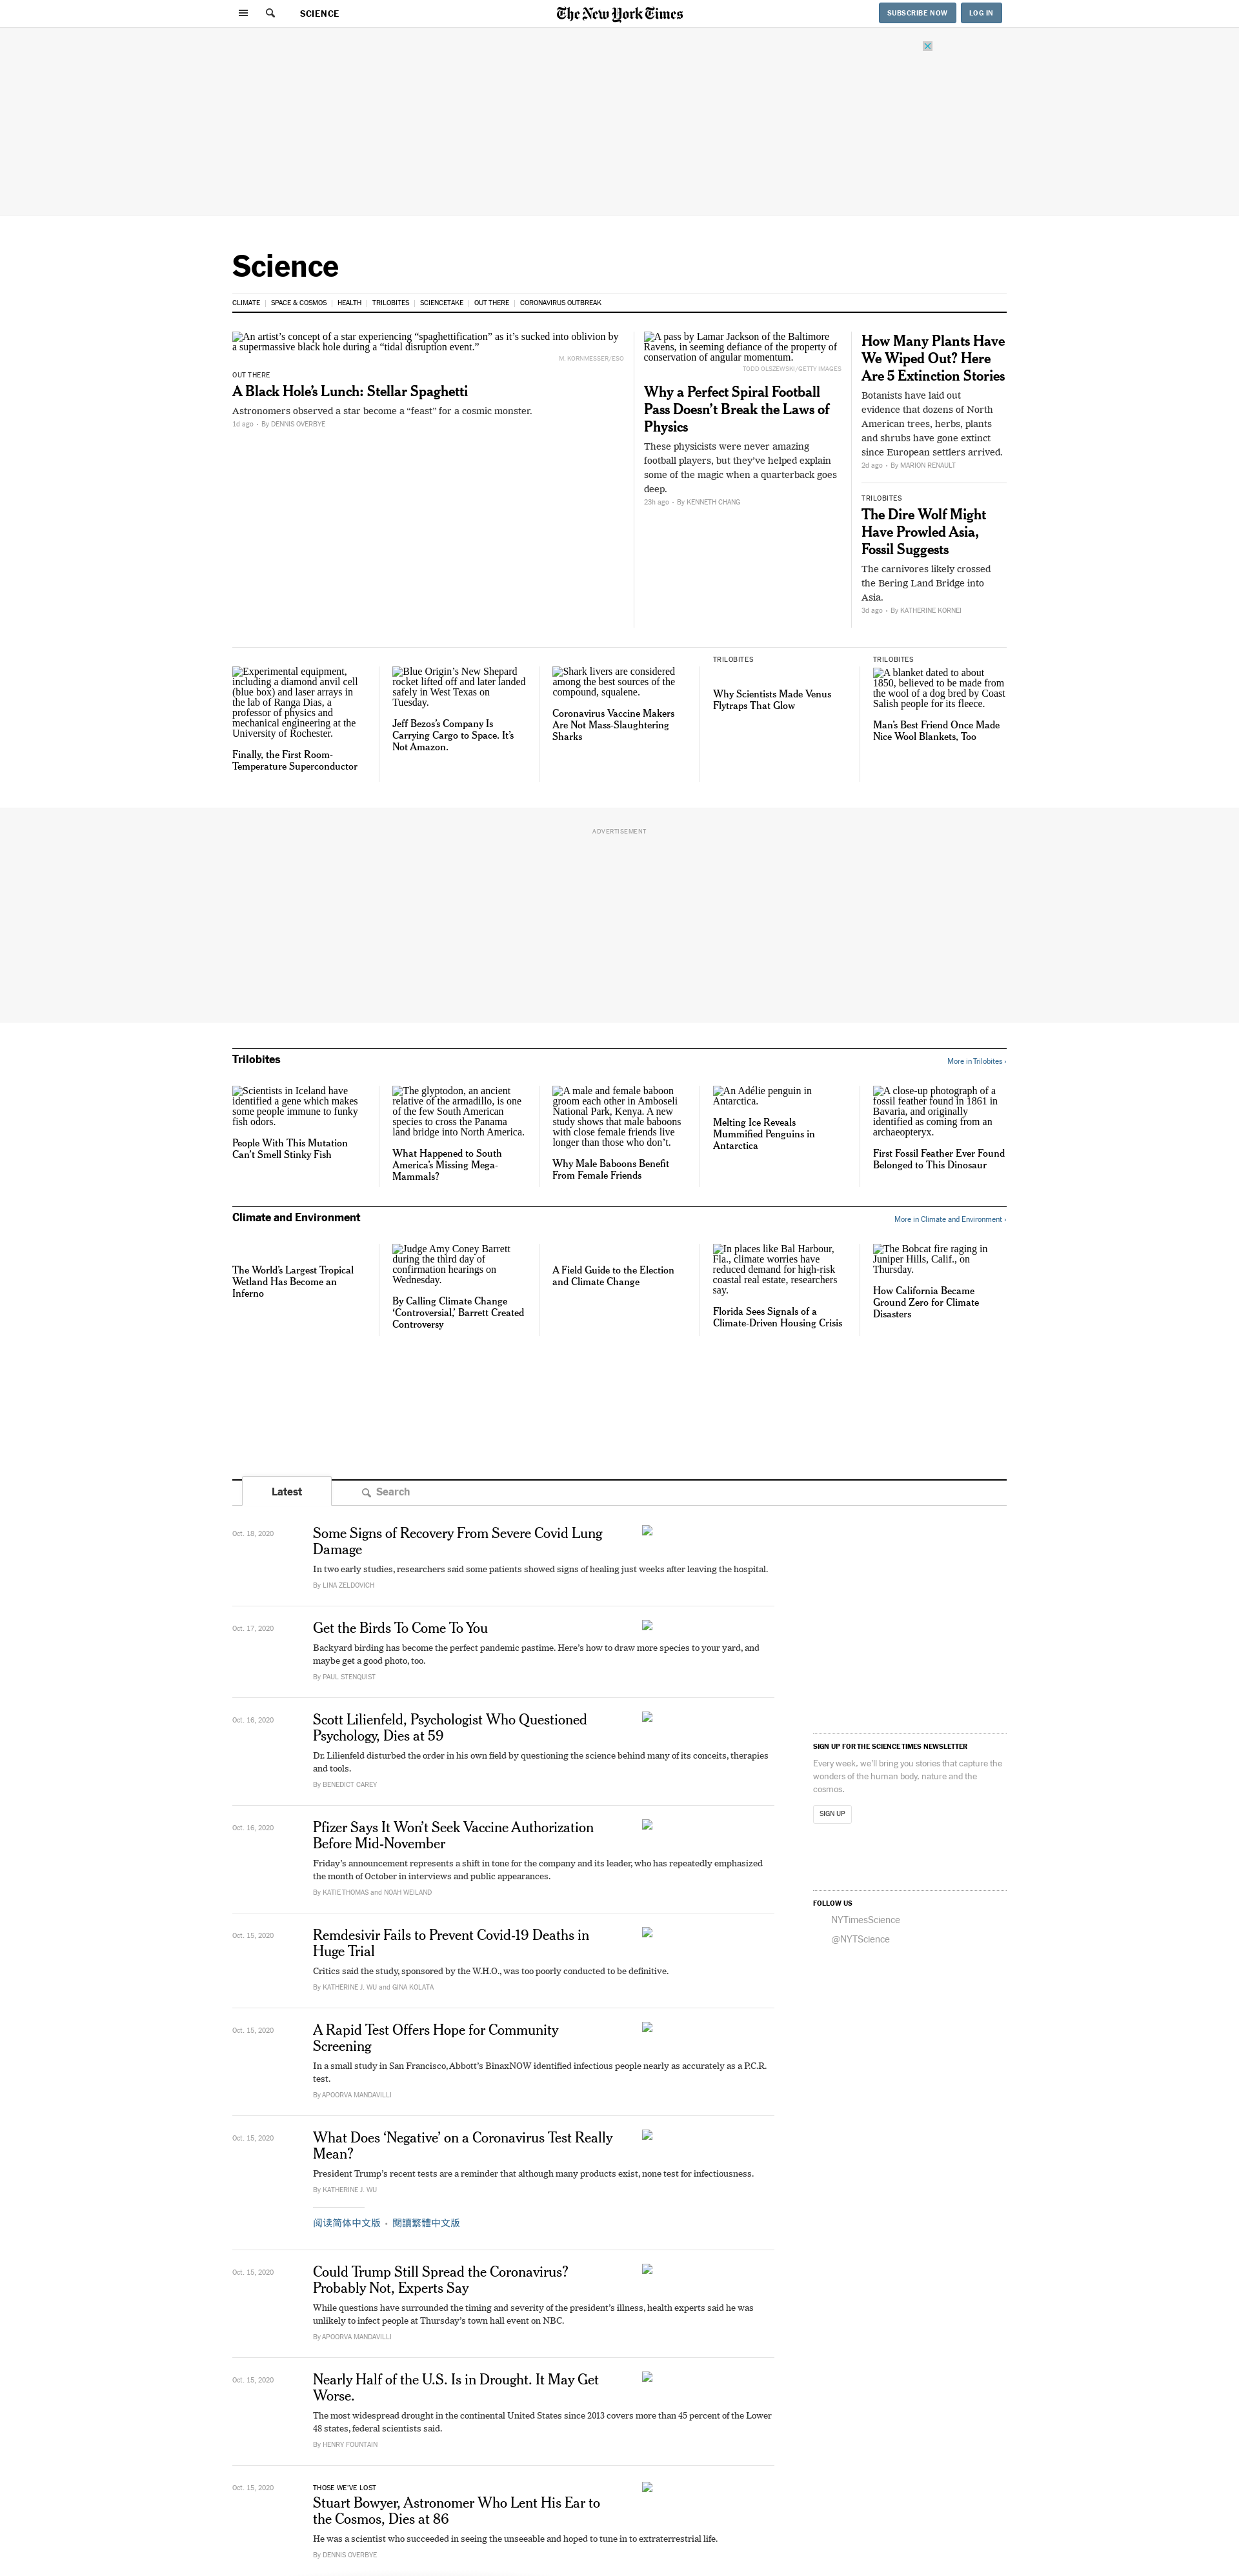 SCIENCE
The New York Times
SUBSCRIBE NOW
LOG IN
Science
CLIMATE | SPACE & COSMOS | HEALTH | TRILOBITES | SCIENCETAKE | OUT THERE | CORONAVIRUS OUTBREAK
An artist’s concept of a star experiencing “spaghettification” as it’s sucked into oblivion by
a supermassive black hole during a “tidal disruption event.”
M. KORNMESSER/ESO
OUT THERE
A Black Hole’s Lunch: Stellar Spaghetti
Astronomers observed a star become a “feast” for a cosmic monster.
1d ago • By DENNIS OVERBYE
A pass by Lamar Jackson of the Baltimore
Ravens, in seeming defiance of the property of
conservation of angular momentum.
TODD OLSZEWSKI/GETTY IMAGES
Why a Perfect Spiral Football
Pass Doesn’t Break the Laws of
Physics
These physicists were never amazing
football players, but they’ve helped explain
some of the magic when a quarterback goes
deep.
23h ago • By KENNETH CHANG
How Many Plants Have
We Wiped Out? Here
Are 5 Extinction Stories
Botanists have laid out
evidence that dozens of North
American trees, herbs, plants
and shrubs have gone extinct
since European settlers arrived.
2d ago • By MARION RENAULT
TRILOBITES
The Dire Wolf Might
Have Prowled Asia,
Fossil Suggests
The carnivores likely crossed
the Bering Land Bridge into
Asia.
3d ago • By KATHERINE KORNEI
Experimental equipment,
including a diamond anvil cell
(blue box) and laser arrays in
the lab of Ranga Dias, a
professor of physics and
mechanical engineering at the
University of Rochester.
Finally, the First Room-
Temperature Superconductor
Blue Origin’s New Shepard
rocket lifted off and later landed
safely in West Texas on
Tuesday.
Jeff Bezos’s Company Is
Carrying Cargo to Space. It’s
Not Amazon.
Shark livers are considered
among the best sources of the
compound, squalene.
Coronavirus Vaccine Makers
Are Not Mass-Slaughtering
Sharks
TRILOBITES
Why Scientists Made Venus
Flytraps That Glow
TRILOBITES
A blanket dated to about
1850, believed to be made from
the wool of a dog bred by Coast
Salish people for its fleece.
Man’s Best Friend Once Made
Nice Wool Blankets, Too
ADVERTISEMENT
Trilobites
More in Trilobites ›
Scientists in Iceland have
identified a gene which makes
some people immune to funky
fish odors.
People With This Mutation
Can’t Smell Stinky Fish
The glyptodon, an ancient
relative of the armadillo, is one
of the few South American
species to cross the Panama
land bridge into North America.
What Happened to South
America’s Missing Mega-
Mammals?
A male and female baboon
groom each other in Amboseli
National Park, Kenya. A new
study shows that male baboons
with close female friends live
longer than those who don’t.
Why Male Baboons Benefit
From Female Friends
An Adélie penguin in
Antarctica.
Melting Ice Reveals
Mummified Penguins in
Antarctica
A close-up photograph of a
fossil feather found in 1861 in
Bavaria, and originally
identified as coming from an
archaeopteryx.
First Fossil Feather Ever Found
Belonged to This Dinosaur
Climate and Environment
More in Climate and Environment ›
The World’s Largest Tropical
Wetland Has Become an
Inferno
Judge Amy Coney Barrett
during the third day of
confirmation hearings on
Wednesday.
By Calling Climate Change
‘Controversial,’ Barrett Created
Controversy
A Field Guide to the Election
and Climate Change
In places like Bal Harbour,
Fla., climate worries have
reduced demand for high-risk
coastal real estate, researchers
say.
Florida Sees Signals of a
Climate-Driven Housing Crisis
The Bobcat fire raging in
Juniper Hills, Calif., on
Thursday.
How California Became
Ground Zero for Climate
Disasters
Latest
Search
Oct. 18, 2020
Some Signs of Recovery From Severe Covid Lung
Damage
In two early studies, researchers said some patients showed signs of healing just weeks after leaving the hospital.
By LINA ZELDOVICH
Oct. 17, 2020
Get the Birds To Come To You
Backyard birding has become the perfect pandemic pastime. Here’s how to draw more species to your yard, and
maybe get a good photo, too.
By PAUL STENQUIST
Oct. 16, 2020
Scott Lilienfeld, Psychologist Who Questioned
Psychology, Dies at 59
Dr. Lilienfeld disturbed the order in his own field by questioning the science behind many of its conceits, therapies
and tools.
By BENEDICT CAREY
Oct. 16, 2020
Pfizer Says It Won’t Seek Vaccine Authorization
Before Mid-November
Friday’s announcement represents a shift in tone for the company and its leader, who has repeatedly emphasized
the month of October in interviews and public appearances.
By KATIE THOMAS and NOAH WEILAND
Oct. 15, 2020
Remdesivir Fails to Prevent Covid-19 Deaths in
Huge Trial
Critics said the study, sponsored by the W.H.O., was too poorly conducted to be definitive.
By KATHERINE J. WU and GINA KOLATA
Oct. 15, 2020
A Rapid Test Offers Hope for Community
Screening
In a small study in San Francisco, Abbott’s BinaxNOW identified infectious people nearly as accurately as a P.C.R.
test.
By APOORVA MANDAVILLI
Oct. 15, 2020
What Does ‘Negative’ on a Coronavirus Test Really
Mean?
President Trump’s recent tests are a reminder that although many products exist, none test for infectiousness.
By KATHERINE J. WU
阅读简体中文版 • 閱讀繁體中文版
Oct. 15, 2020
Could Trump Still Spread the Coronavirus?
Probably Not, Experts Say
While questions have surrounded the timing and severity of the president’s illness, health experts said he was
unlikely to infect people at Thursday’s town hall event on NBC.
By APOORVA MANDAVILLI
Oct. 15, 2020
Nearly Half of the U.S. Is in Drought. It May Get
Worse.
The most widespread drought in the continental United States since 2013 covers more than 45 percent of the Lower
48 states, federal scientists said.
By HENRY FOUNTAIN
Oct. 15, 2020
THOSE WE’VE LOST
Stuart Bowyer, Astronomer Who Lent His Ear to
the Cosmos, Dies at 86
He was a scientist who succeeded in seeing the unseeable and hoped to tune in to extraterrestrial life.
By DENNIS OVERBYE
SIGN UP FOR THE SCIENCE TIMES NEWSLETTER
Every week, we’ll bring you stories that capture the
wonders of the human body, nature and the
cosmos.
SIGN UP
FOLLOW US
NYTimesScience
@NYTScience